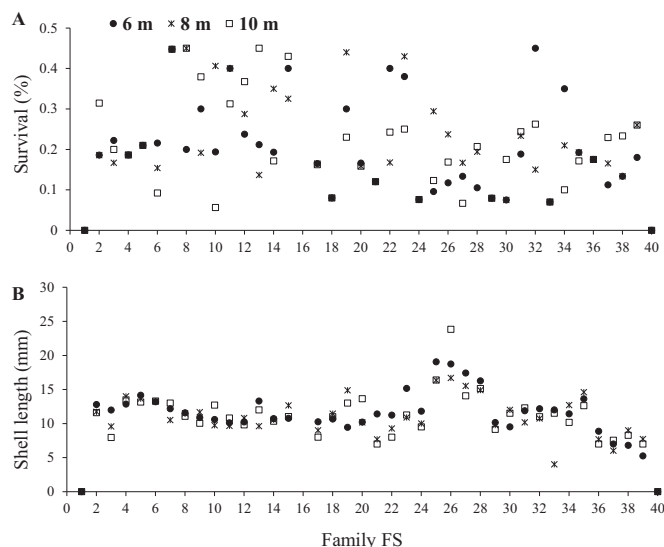 A
● 6 m ✳ 8 m □ 10 m
Survival (%)
0.5
0.4
0.3
0.2
0.1
0
0 2 4 6 8 10 12 14 16 18 20 22 24 26 28 30 32 34 36 38 40
B
Shell length (mm)
30
25
20
15
10
5
0
0 2 4 6 8 10 12 14 16 18 20 22 24 26 28 30 32 34 36 38 40
Family FS